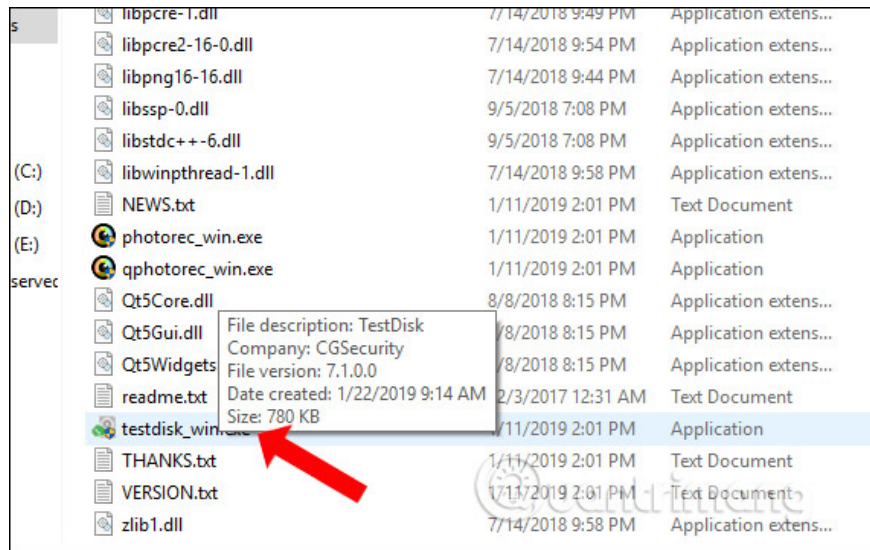 libpcre-1.dll 7/14/2018 9:49 PM Application extens...
s
libpcre2-16-0.dll 7/14/2018 9:54 PM Application extens...
libpng16-16.dll 7/14/2018 9:44 PM Application extens...
libssp-0.dll 9/5/2018 7:08 PM Application extens...
libstdc++-6.dll 9/5/2018 7:08 PM Application extens...
(C:) libwinpthread-1.dll 7/14/2018 9:58 PM Application extens...
(D:) NEWS.txt 1/11/2019 2:01 PM Text Document
(E:) photorec_win.exe 1/11/2019 2:01 PM Application
qphotorec_win.exe 1/11/2019 2:01 PM Application
served
Qt5Core.dll 8/8/2018 8:15 PM Application extens...
Qt5Gui.dll /8/2018 8:15 PM Application extens...
Qt5Widgets /8/2018 8:15 PM Application extens...
File description: TestDisk
Company: CGSecurity
File version: 7.1.0.0
Date created: 1/22/2019 9:14 AM
Size: 780 KB
readme.txt 2/3/2017 12:31 AM Text Document
testdisk_win.exe /11/2019 2:01 PM Application
THANKS.txt 1/11/2019 2:01 PM Text Document
VERSION.txt 1/11/2019 2:01 PM Text Document
quantrimang
zlib1.dll 7/14/2018 9:58 PM Application extens...